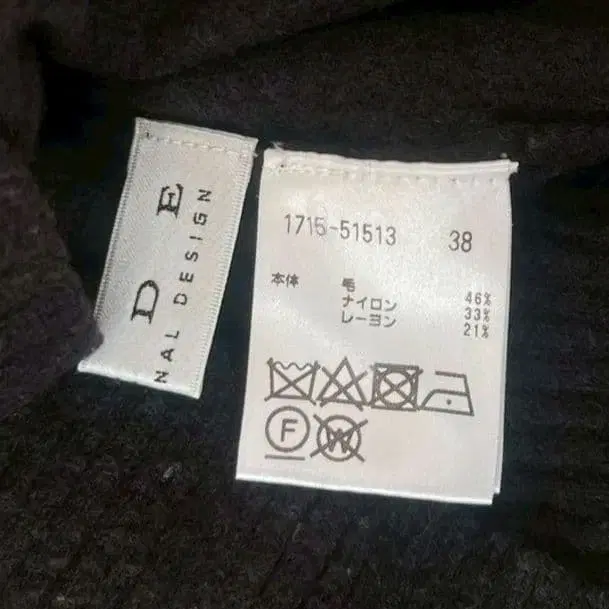 D E
NAL DESIGN
1715-51513 38
本体 毛 46%
ナイロン 33%
レーヨン 21%
F
W